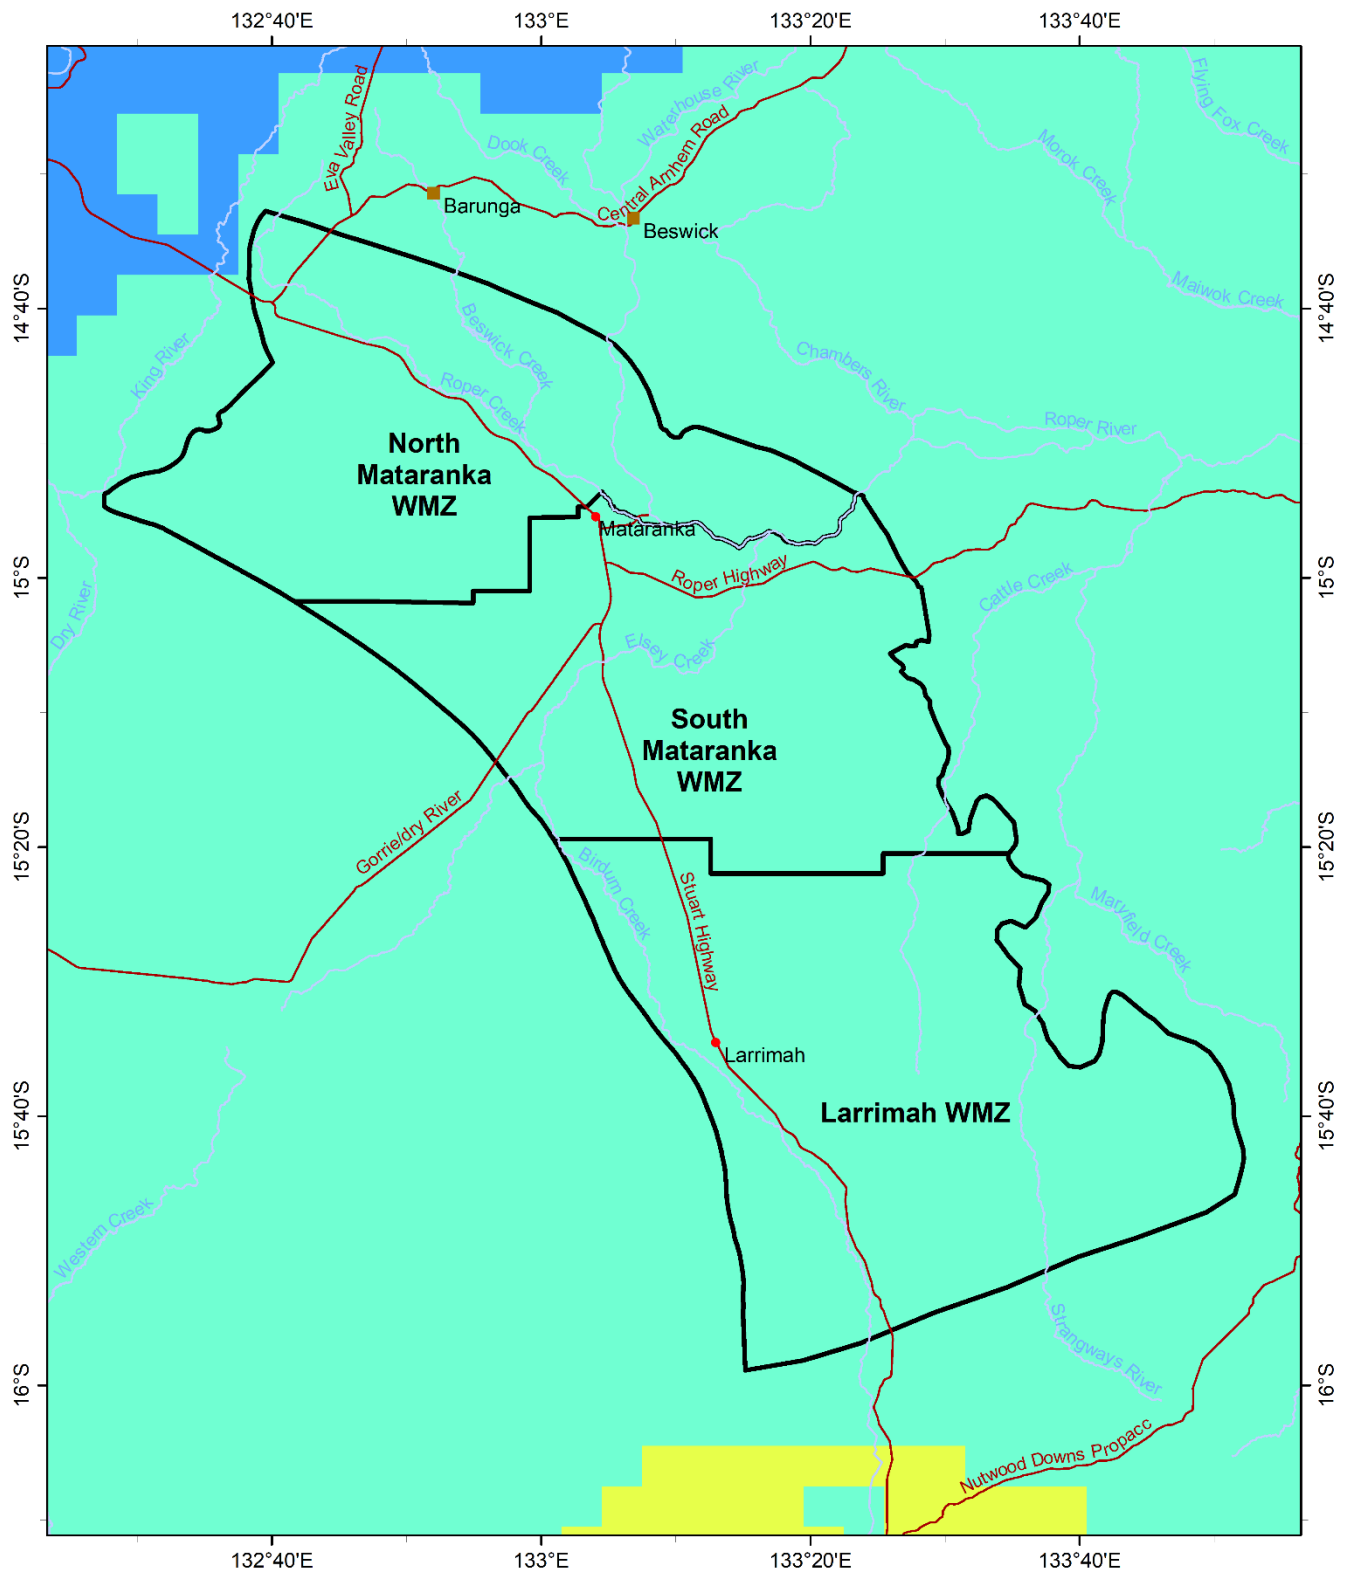 132°40'E
133°E
133°20'E
133°40'E
Eva Valley Road
Dook Creek
Waterhouse River
Central Arnhem Road
Flying Fox Creek
Morok Creek
Barunga
Beswick
Maiwok Creek
14°40'S
14°40'S
King River
Beswick Creek
Roper Creek
Chambers River
Roper River
North
Mataranka
WMZ
Mataranka
Roper Highway
Cattle Creek
15°S
15°S
Dry River
Elsey Creek
South
Mataranka
WMZ
Gorrie/dry River
15°20'S
15°20'S
Birdum Creek
Stuart Highway
Maryfield Creek
Larrimah
Larrimah WMZ
15°40'S
15°40'S
Western Creek
Strangways River
16°S
16°S
Nutwood Downs Propacc
132°40'E
133°E
133°20'E
133°40'E